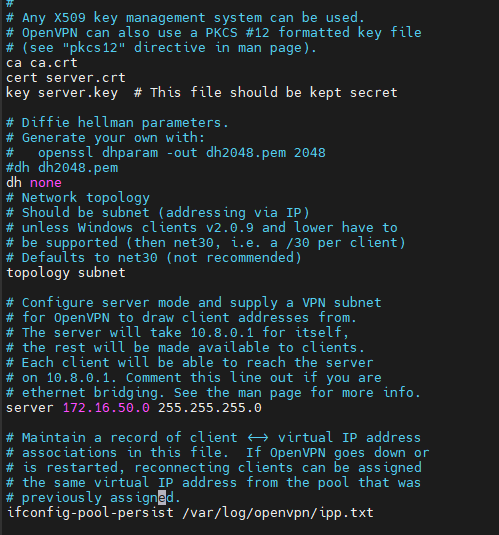 #
# Any X509 key management system can be used.
# OpenVPN can also use a PKCS #12 formatted key file
# (see "pkcs12" directive in man page).
ca ca.crt
cert server.crt
key server.key  # This file should be kept secret

# Diffie hellman parameters.
# Generate your own with:
#   openssl dhparam -out dh2048.pem 2048
#dh dh2048.pem
dh none
# Network topology
# Should be subnet (addressing via IP)
# unless Windows clients v2.0.9 and lower have to
# be supported (then net30, i.e. a /30 per client)
# Defaults to net30 (not recommended)
topology subnet

# Configure server mode and supply a VPN subnet
# for OpenVPN to draw client addresses from.
# The server will take 10.8.0.1 for itself,
# the rest will be made available to clients.
# Each client will be able to reach the server
# on 10.8.0.1. Comment this line out if you are
# ethernet bridging. See the man page for more info.
server 172.16.50.0 255.255.255.0

# Maintain a record of client <-> virtual IP address
# associations in this file.  If OpenVPN goes down or
# is restarted, reconnecting clients can be assigned
# the same virtual IP address from the pool that was
# previously assigned.
ifconfig-pool-persist /var/log/openvpn/ipp.txt